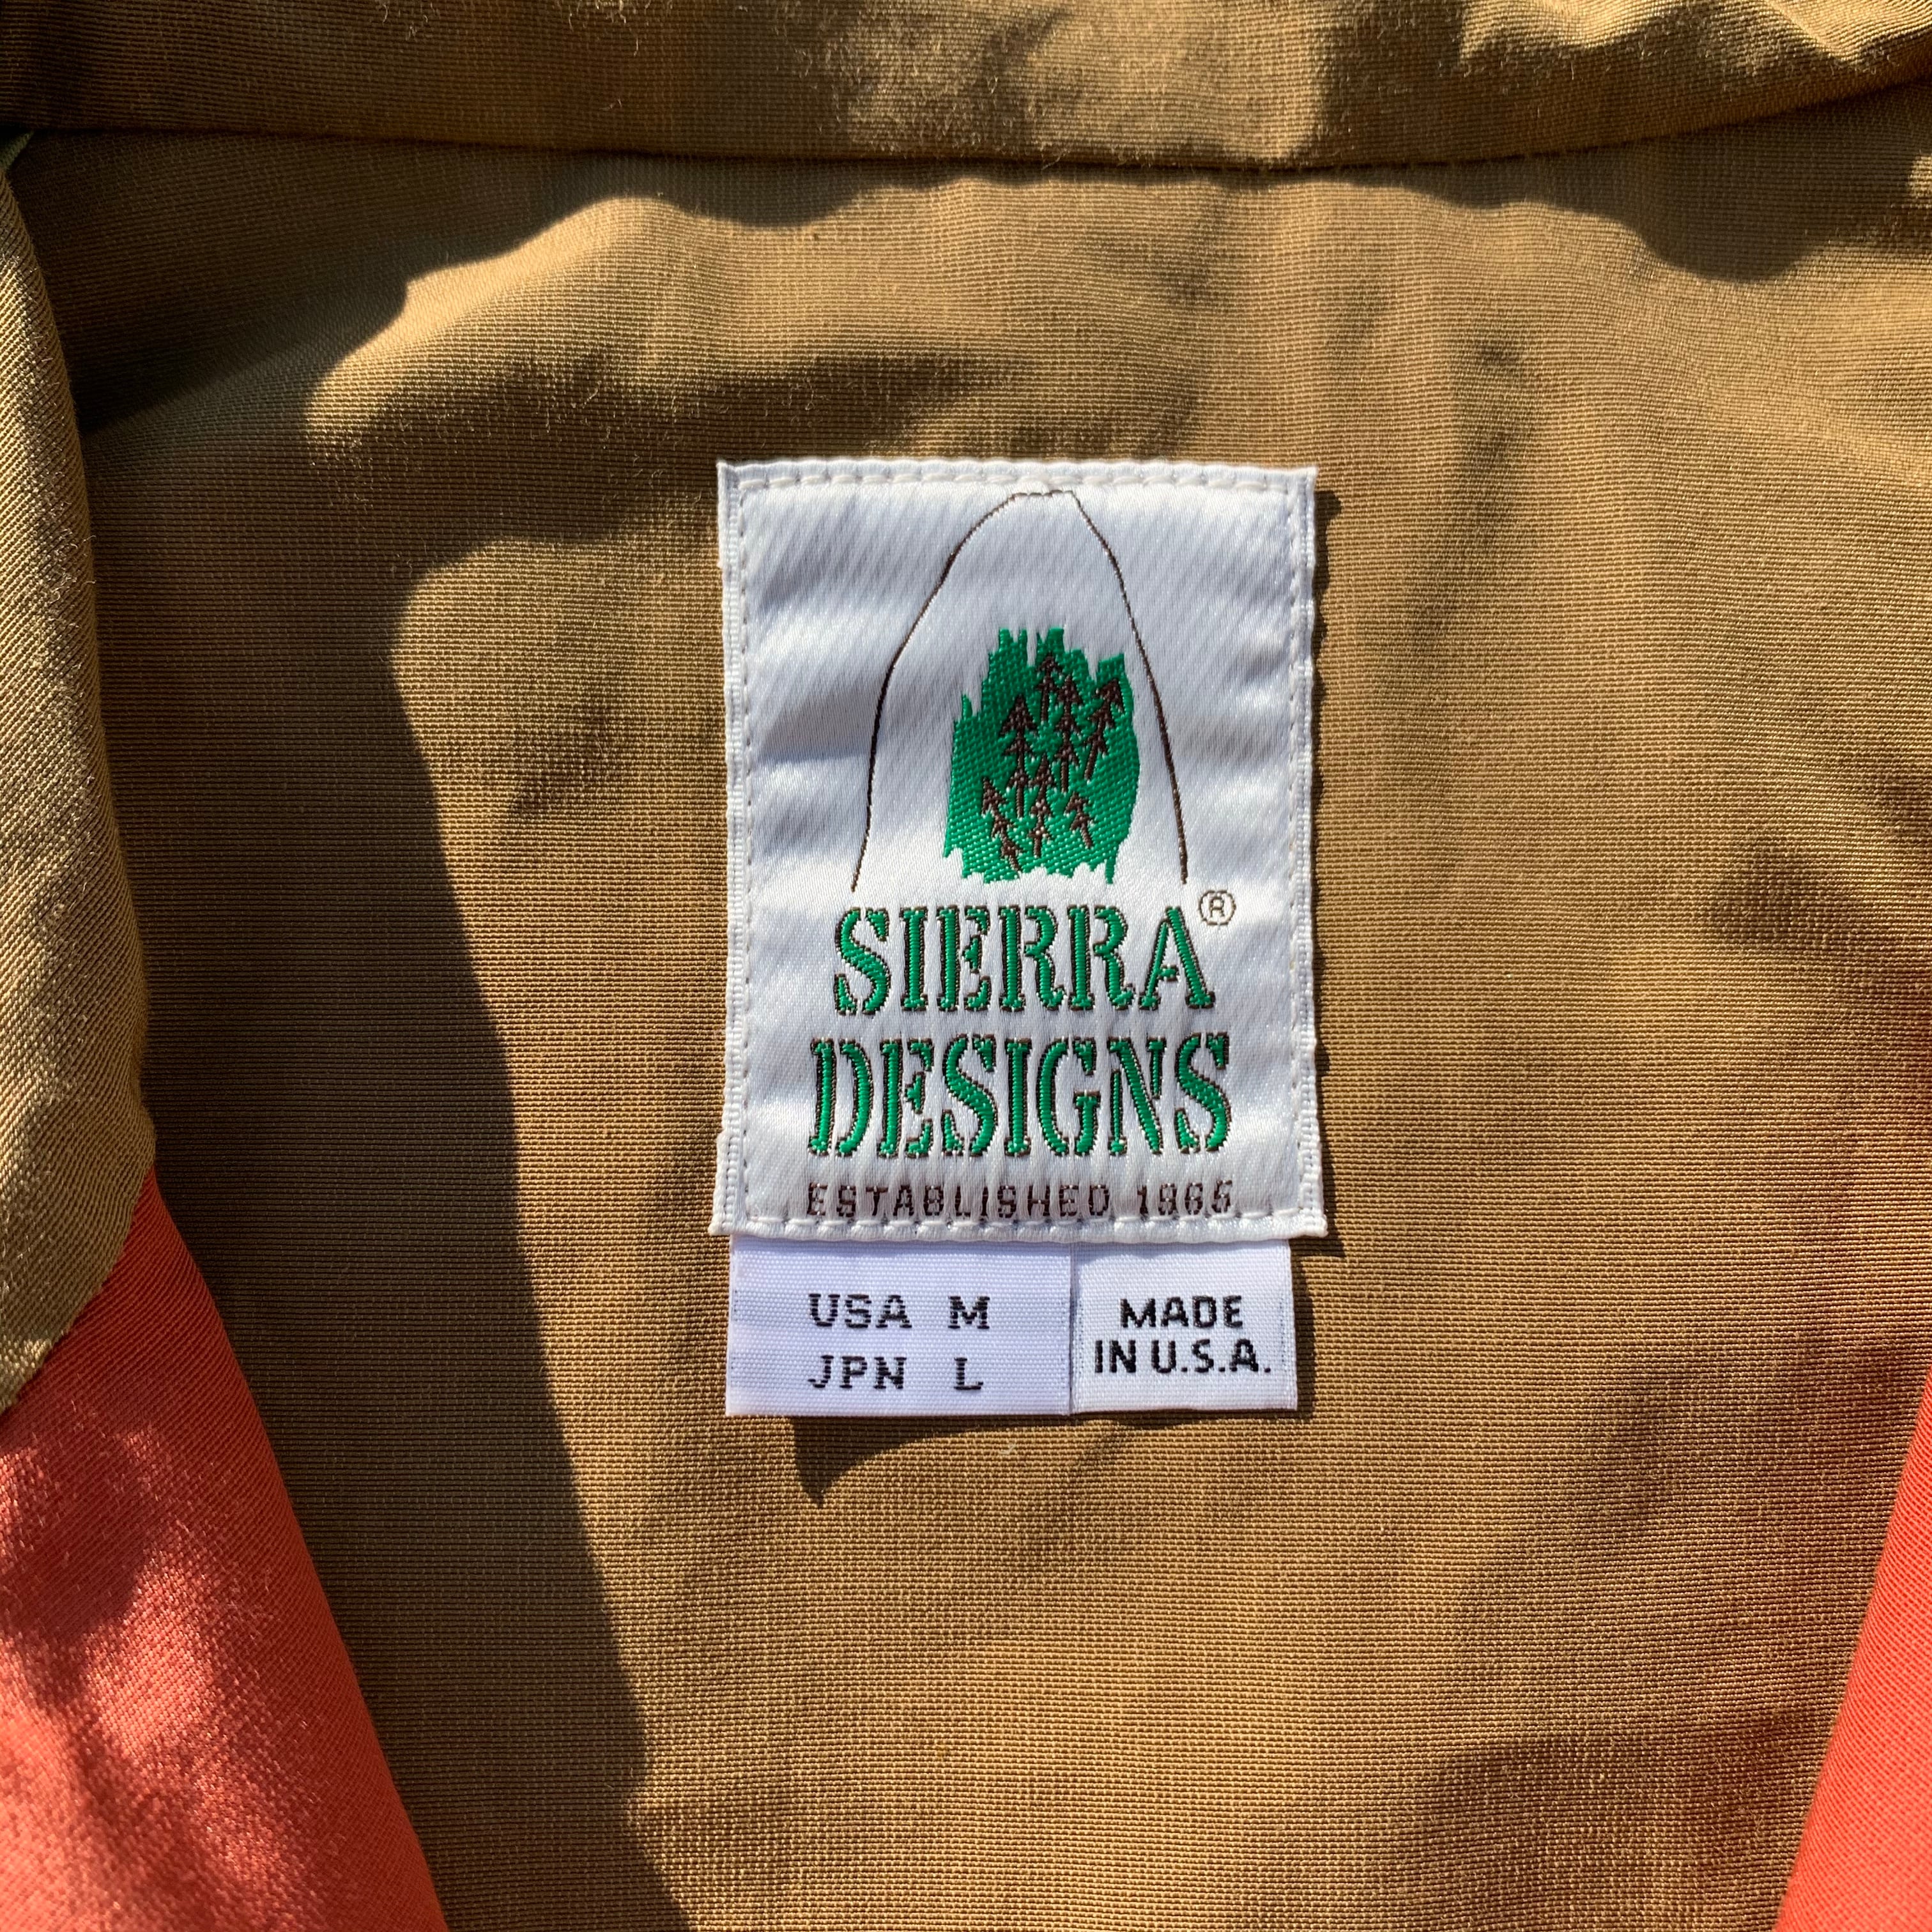 SIERRA®
DESIGNS
ESTABLISHED 1965
USA M
JPN L
MADE
IN U.S.A.